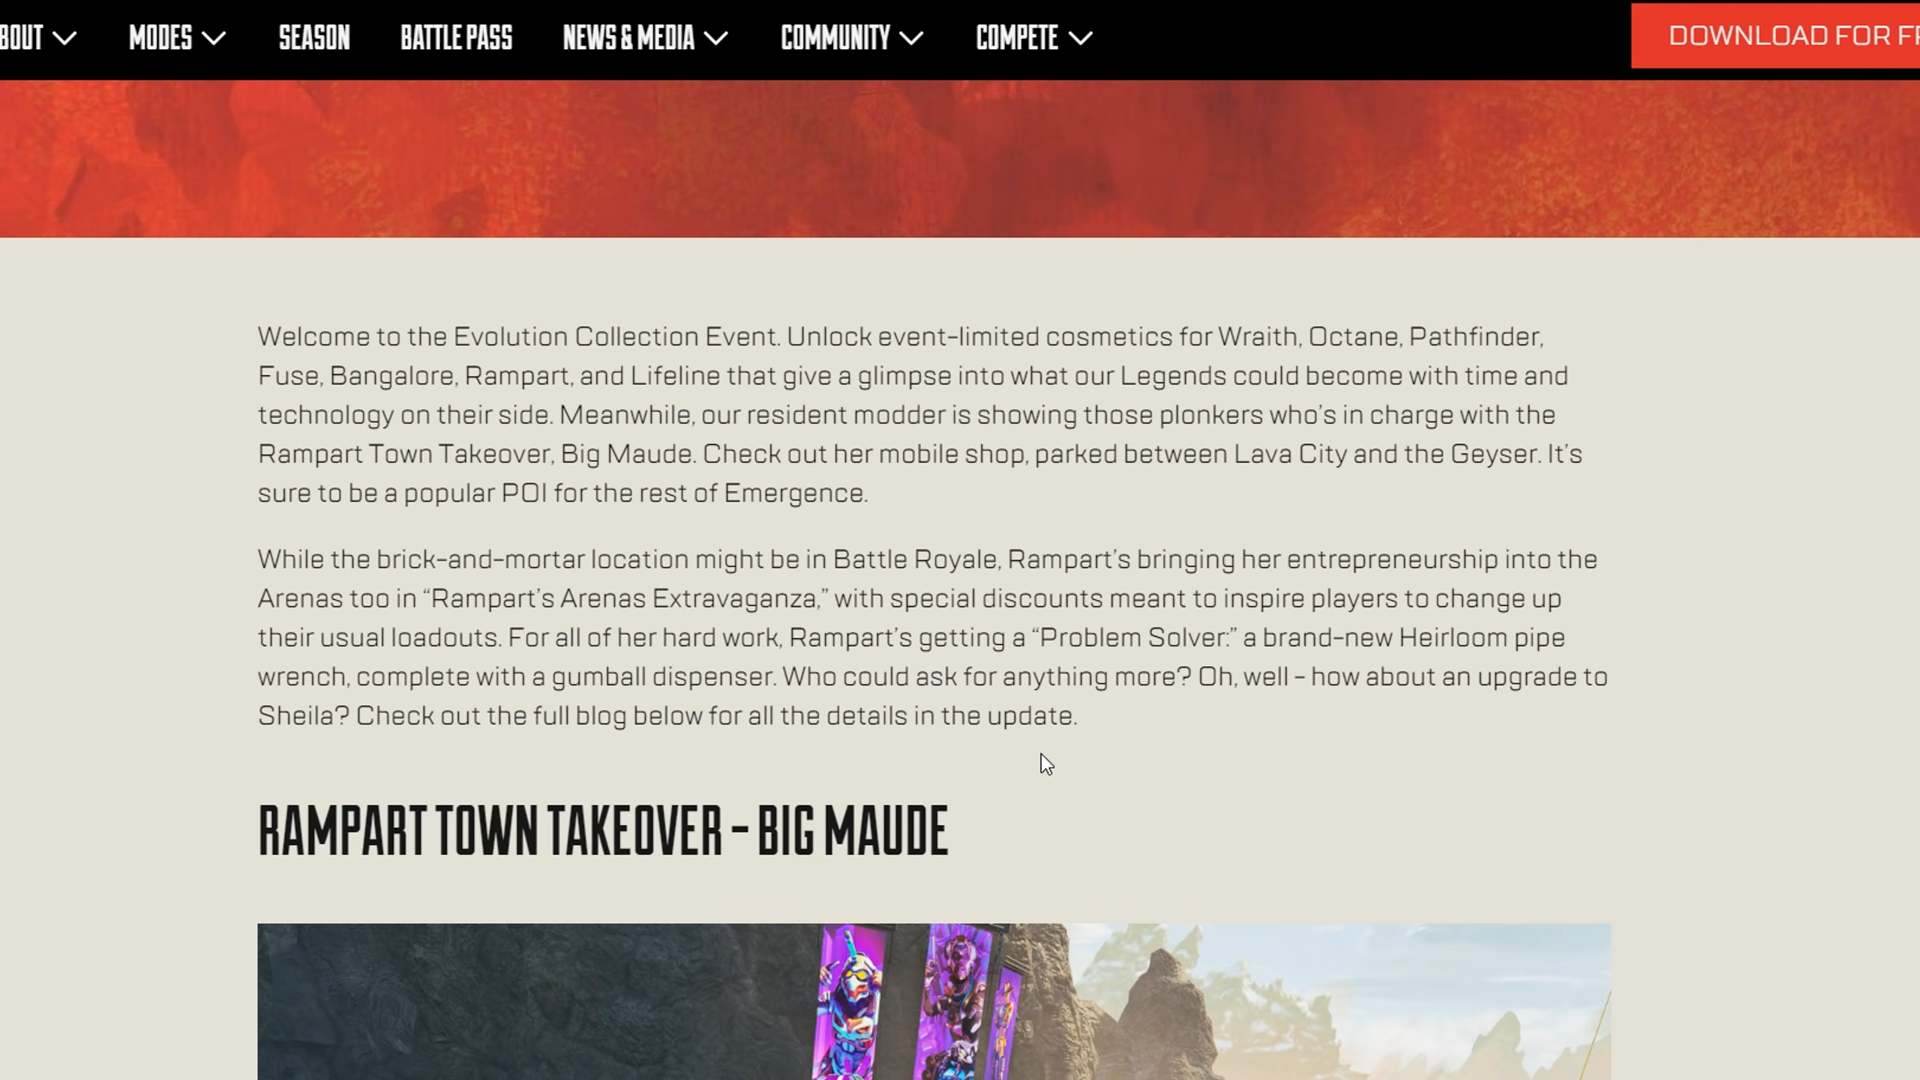 BOUT MODES SEASON BATTLE PASS NEWS & MEDIA COMMUNITY COMPETE DOWNLOAD FOR FR
Welcome to the Evolution Collection Event. Unlock event-limited cosmetics for Wraith, Octane, Pathfinder,
Fuse, Bangalore, Rampart, and Lifeline that give a glimpse into what our Legends could become with time and
technology on their side. Meanwhile, our resident modder is showing those plonkers who's in charge with the
Rampart Town Takeover, Big Maude. Check out her mobile shop, parked between Lava City and the Geyser. It's
sure to be a popular POI for the rest of Emergence.
While the brick-and-mortar location might be in Battle Royale, Rampart's bringing her entrepreneurship into the
Arenas too in “Rampart's Arenas Extravaganza,” with special discounts meant to inspire players to change up
their usual loadouts. For all of her hard work, Rampart's getting a “Problem Solver:” a brand-new Heirloom pipe
wrench, complete with a gumball dispenser. Who could ask for anything more? Oh, well - how about an upgrade to
Sheila? Check out the full blog below for all the details in the update.
RAMPART TOWN TAKEOVER - BIG MAUDE